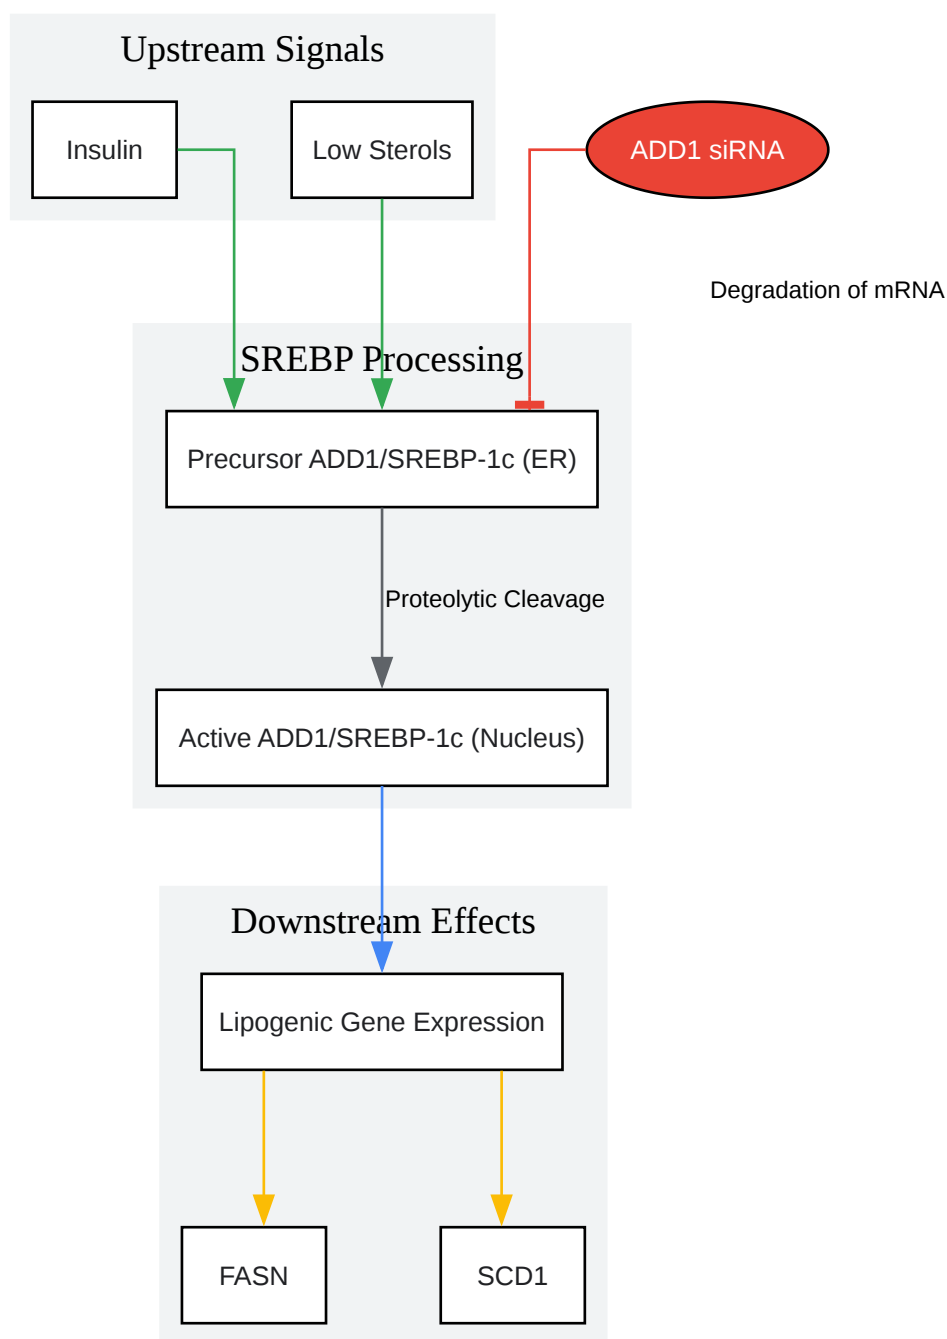 Upstream Signals
Insulin
Low Sterols
ADD1 siRNA
Degradation of mRNA
SREBP Processing
Precursor ADD1/SREBP-1c (ER)
Proteolytic Cleavage
Active ADD1/SREBP-1c (Nucleus)
Downstream Effects
Lipogenic Gene Expression
FASN
SCD1